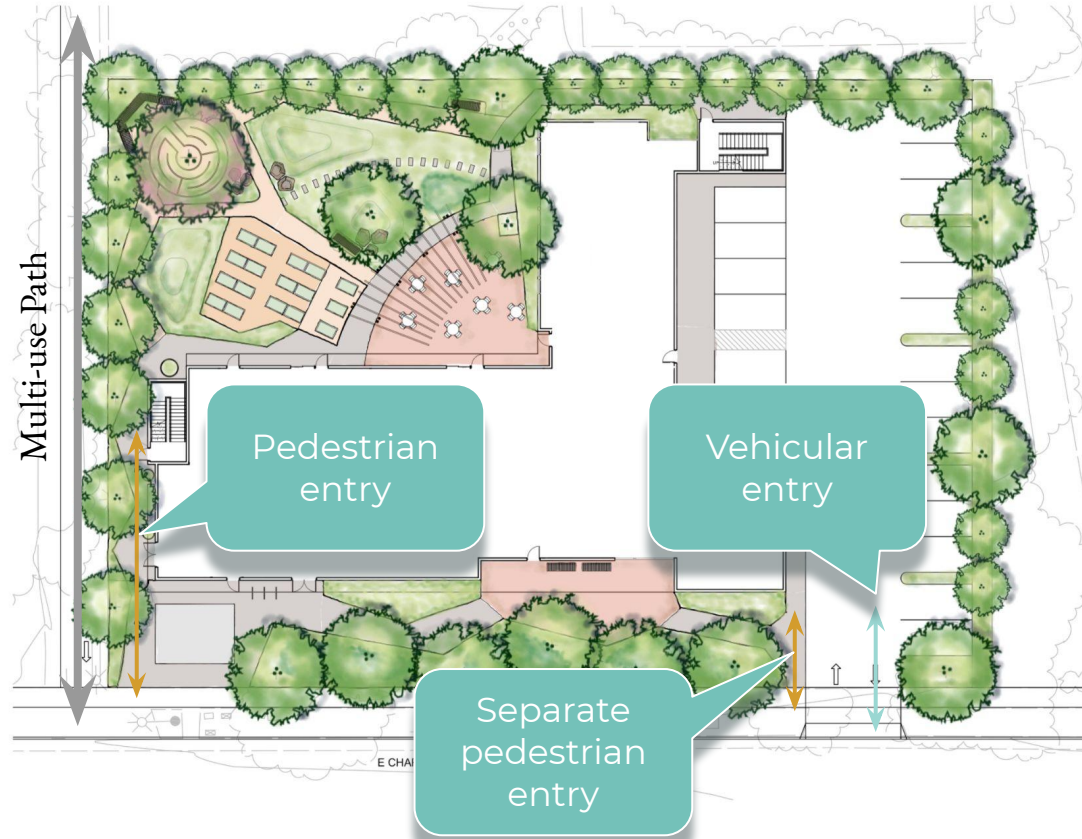 Multi-use Path
Pedestrian
entry
Vehicular
entry
Separate
pedestrian
entry